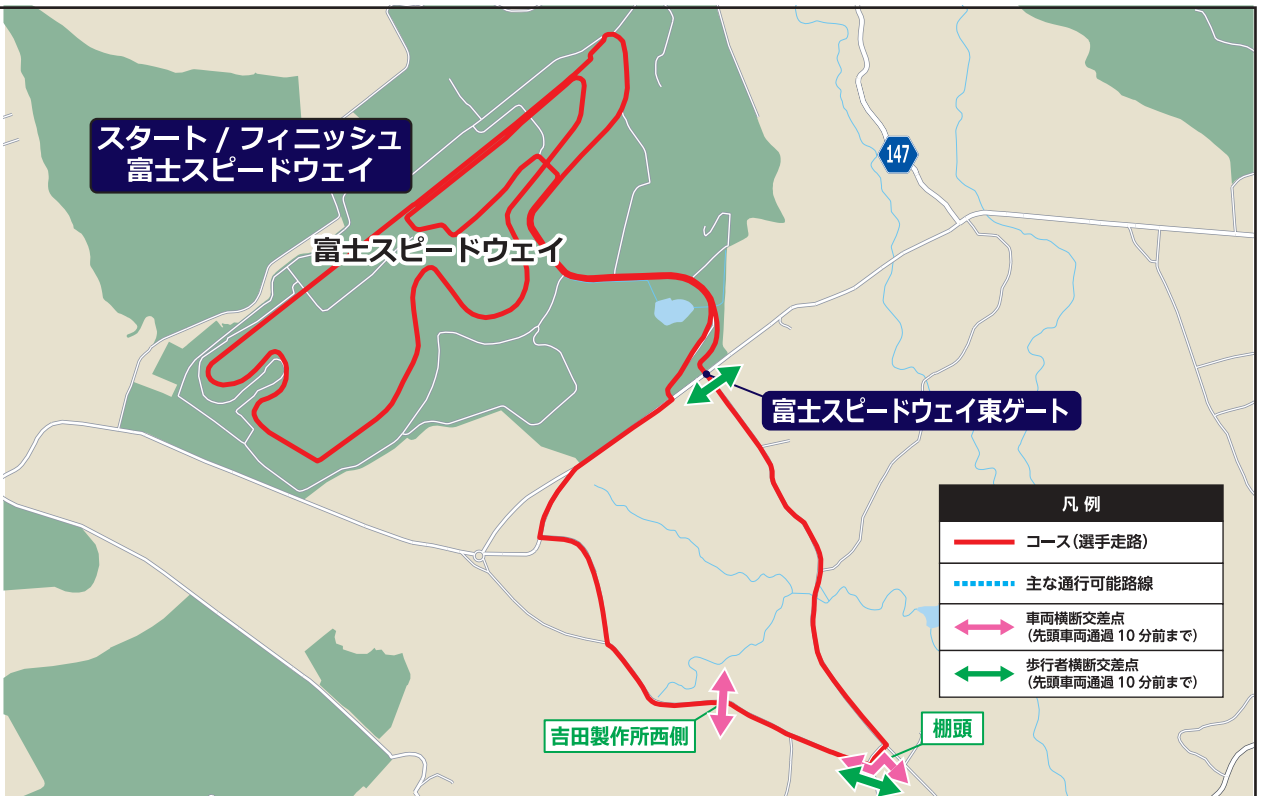 スタート / フィニッシュ
富士スピードウェイ
147
富士スピードウェイ
富士スピードウェイ東ゲート
凡 例
コース(選手走路)
主な通行可能路線
車両横断交差点
(先頭車両通過 10 分前まで)
歩行者横断交差点
(先頭車両通過 10 分前まで)
棚頭
吉田製作所西側